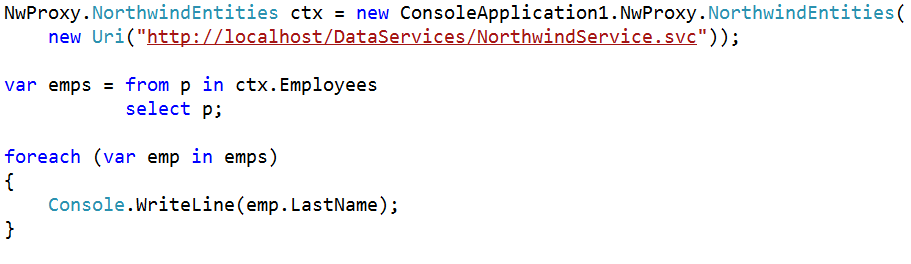 NwProxy.NorthwindEntities ctx = new ConsoleApplication1.NwProxy.NorthwindEntities(
new Uri("http://localhost/DataServices/NorthwindService.svc"));
var emps = from p in ctx.Employees
select p;
foreach (var emp in emps)
{
Console.WriteLine(emp.LastName);
}